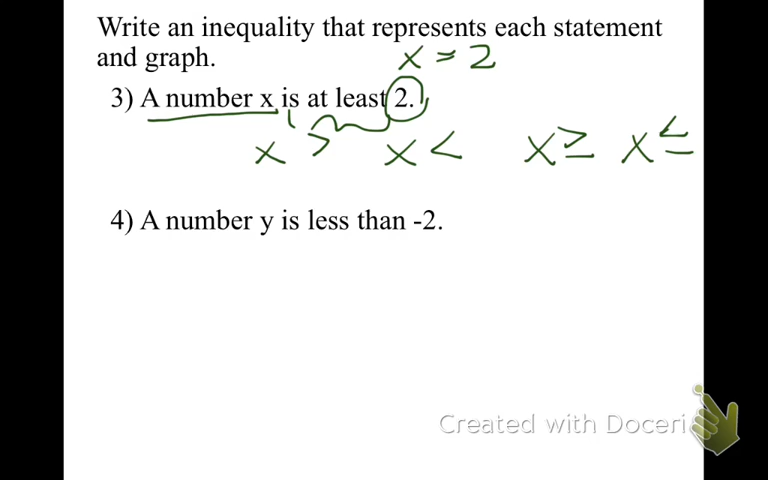 Write an inequality that represents each statement
and graph.
x = 2
3) A number x is at least 2.
x > x < x ≥ x ≤
4) A number y is less than -2.
Created with Doceri